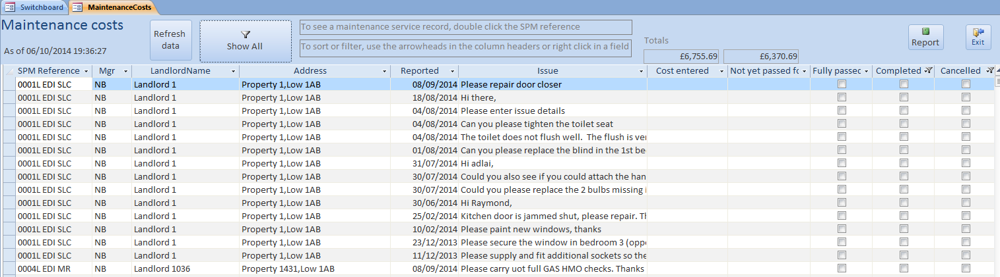 Switchboard MaintenanceCosts
Maintenance costs
As of 06/10/2014 19:36:27
Refresh
data
Show All
To see a maintenance service record, double click the SPM reference
To sort or filter, use the arrowheads in the column headers or right click in a field
Totals
£6,755.69 £6,370.69
Report
Exit
SPM Reference Mgr LandlordName Address Reported Issue Cost entered Not yet passed fo Fully passed Completed Cancelled
0001L EDI SLC NB Landlord 1 Property 1,Low 1AB 08/09/2014 Please repair door closer
0001L EDI SLC NB Landlord 1 Property 1,Low 1AB 18/08/2014 Hi there,
0001L EDI SLC NB Landlord 1 Property 1,Low 1AB 04/08/2014 Please enter issue details
0001L EDI SLC NB Landlord 1 Property 1,Low 1AB 04/08/2014 Can you please tighten the toilet seat
0001L EDI SLC NB Landlord 1 Property 1,Low 1AB 04/08/2014 The toilet does not flush well. The flush is ver
0001L EDI SLC NB Landlord 1 Property 1,Low 1AB 01/08/2014 Can you please replace the blind in the 1st be
0001L EDI SLC NB Landlord 1 Property 1,Low 1AB 31/07/2014 Hi adlai,
0001L EDI SLC NB Landlord 1 Property 1,Low 1AB 30/07/2014 Could you also see if you could attach the han
0001L EDI SLC NB Landlord 1 Property 1,Low 1AB 30/07/2014 Could you please replace the 2 bulbs missing i
0001L EDI SLC NB Landlord 1 Property 1,Low 1AB 30/06/2014 Hi Raymond,
0001L EDI SLC NB Landlord 1 Property 1,Low 1AB 25/02/2014 Kitchen door is jammed shut, please repair. Th
0001L EDI SLC NB Landlord 1 Property 1,Low 1AB 10/02/2014 Please paint new windows, thanks
0001L EDI SLC NB Landlord 1 Property 1,Low 1AB 23/12/2013 Please secure the window in bedroom 3 (oppo
0001L EDI SLC NB Landlord 1 Property 1,Low 1AB 11/12/2013 Please supply and fit additional sockets so the
0004L EDI MR NB Landlord 1036 Property 1431,Low 1AB 08/09/2014 Please carry uot full GAS HMO checks. Thanks